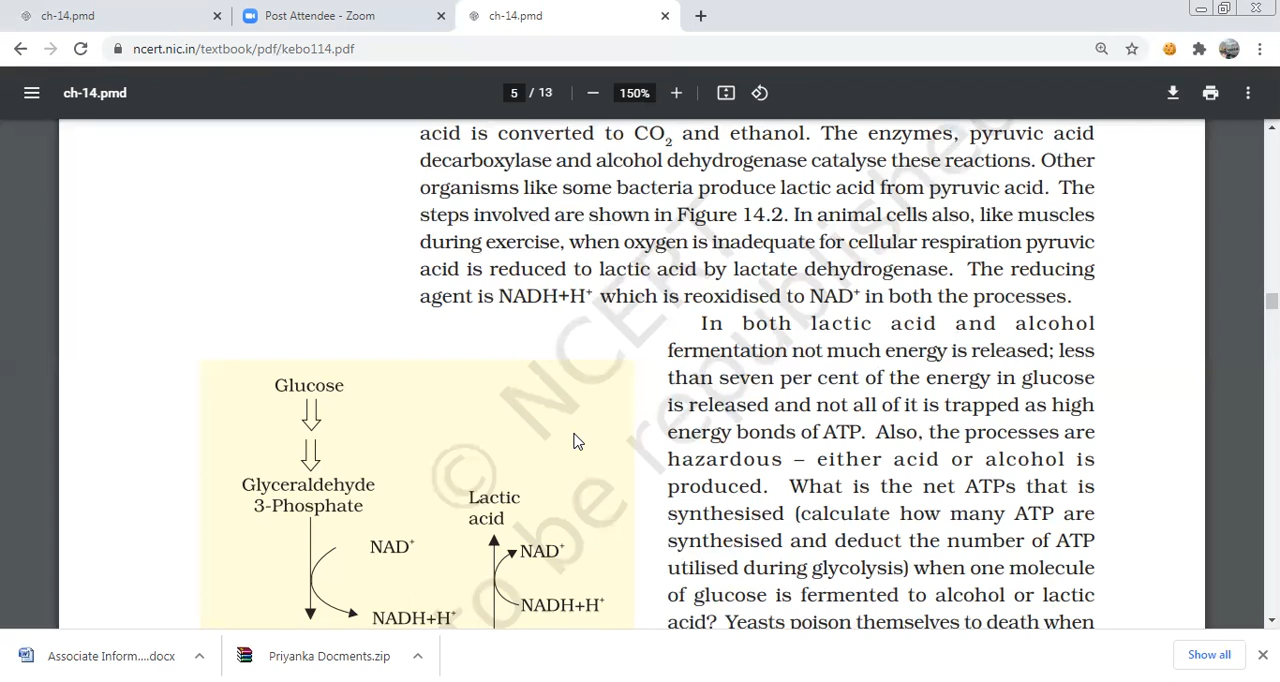 ch-14.pmd
Post Attendee - Zoom
ch-14.pmd
ncert.nic.in/textbook/pdf/kebo114.pdf
ch-14.pmd
5 / 13
150%
acid is converted to CO2 and ethanol. The enzymes, pyruvic acid
decarboxylase and alcohol dehydrogenase catalyse these reactions. Other
organisms like some bacteria produce lactic acid from pyruvic acid. The
steps involved are shown in Figure 14.2. In animal cells also, like muscles
during exercise, when oxygen is inadequate for cellular respiration pyruvic
acid is reduced to lactic acid by lactate dehydrogenase. The reducing
agent is NADH+H+ which is reoxidised to NAD+ in both the processes.
In both lactic acid and alcohol
fermentation not much energy is released; less
than seven per cent of the energy in glucose
is released and not all of it is trapped as high
energy bonds of ATP. Also, the processes are
hazardous – either acid or alcohol is
produced. What is the net ATPs that is
synthesised (calculate how many ATP are
synthesised and deduct the number of ATP
utilised during glycolysis) when one molecule
of glucose is fermented to alcohol or lactic
acid? Yeasts poison themselves to death when
Glucose
Glyceraldehyde
3-Phosphate
NAD+
NADH+H+
Lactic
acid
NAD+
NADH+H+
© NCERT
to be republished
Associate Inform....docx
Priyanka Docments.zip
Show all